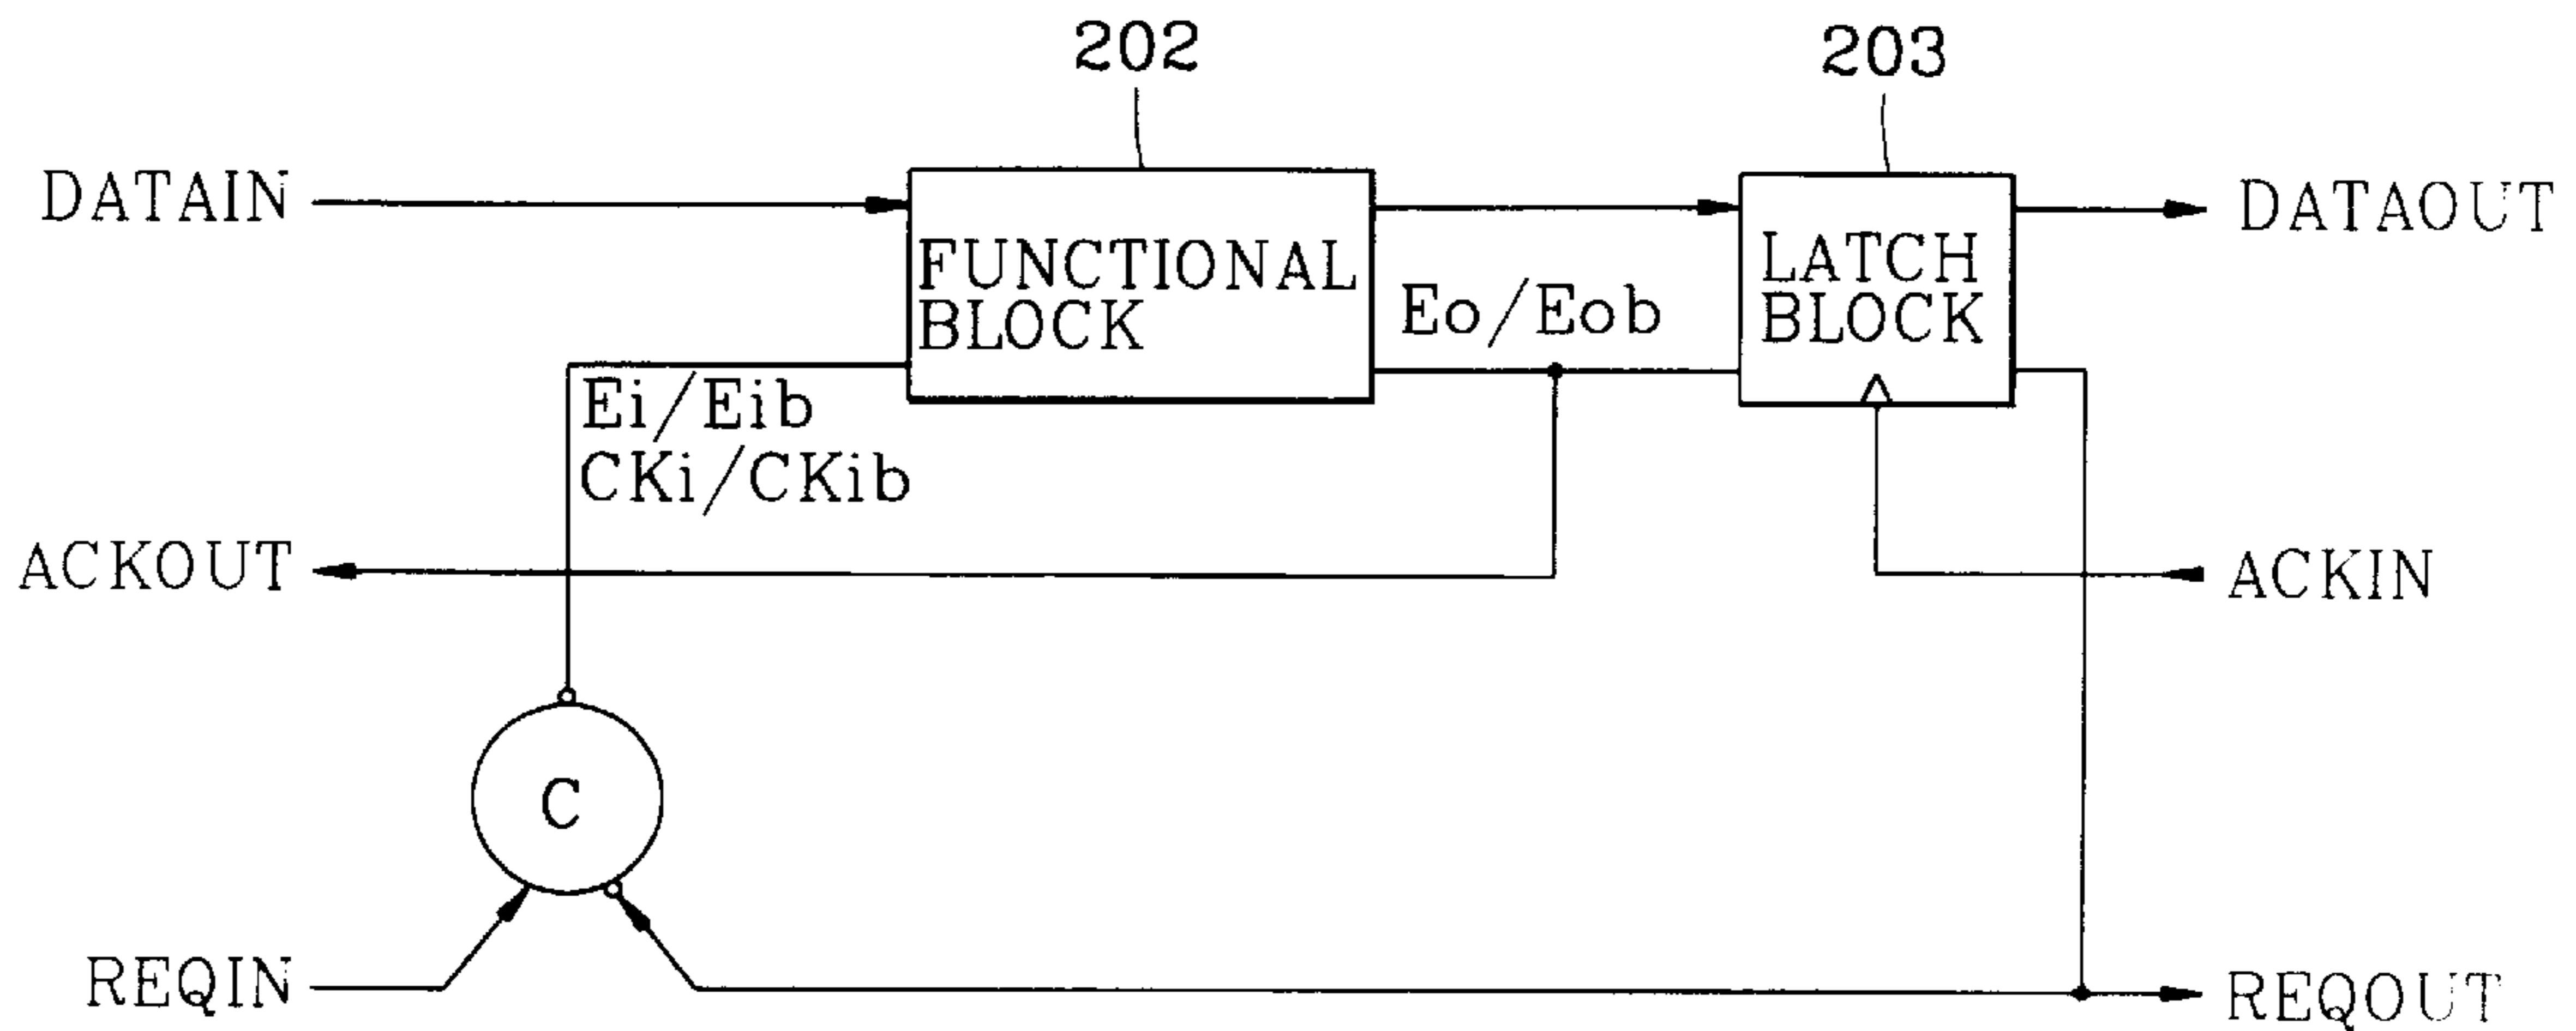 202
203
DATAIN
FUNCTIONAL
BLOCK
Eo/Eob
LATCH
BLOCK
DATAOUT
Ei/Eib
CKi/CKib
ACKOUT
ACKIN
C
REQIN
REQOUT